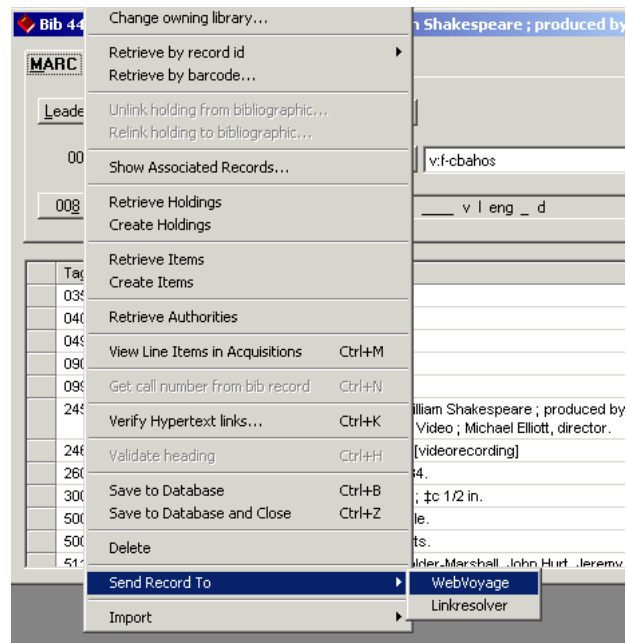 Bib 44
Shakespeare ; produced by
Change owning library...
MARC
Retrieve by record id
Retrieve by barcode...
Leade
Unlink holding from bibliographic...
Relink holding to bibliographic...
00
Show Associated Records...
v:f-cbahos
008
Retrieve Holdings
v l eng _ d
Create Holdings
Retrieve Items
Tag
Create Items
035
040
Retrieve Authorities
049
View Line Items in Acquisitions Ctrl+M
090
099
Get call number from bib record Ctrl+N
245
illiam Shakespeare ; produced by
Verify Hypertext links... Ctrl+K
Video ; Michael Elliott, director.
246
Validate heading Ctrl+H
[videorecording]
260
34.
300
Save to Database Ctrl+B
; ‡c 1/2 in.
500
Save to Database and Close Ctrl+Z
le.
500
Delete
ts.
511
older-Marshall, John Hurt, Jeremy
Send Record To
WebVoyage
Linkresolver
Import